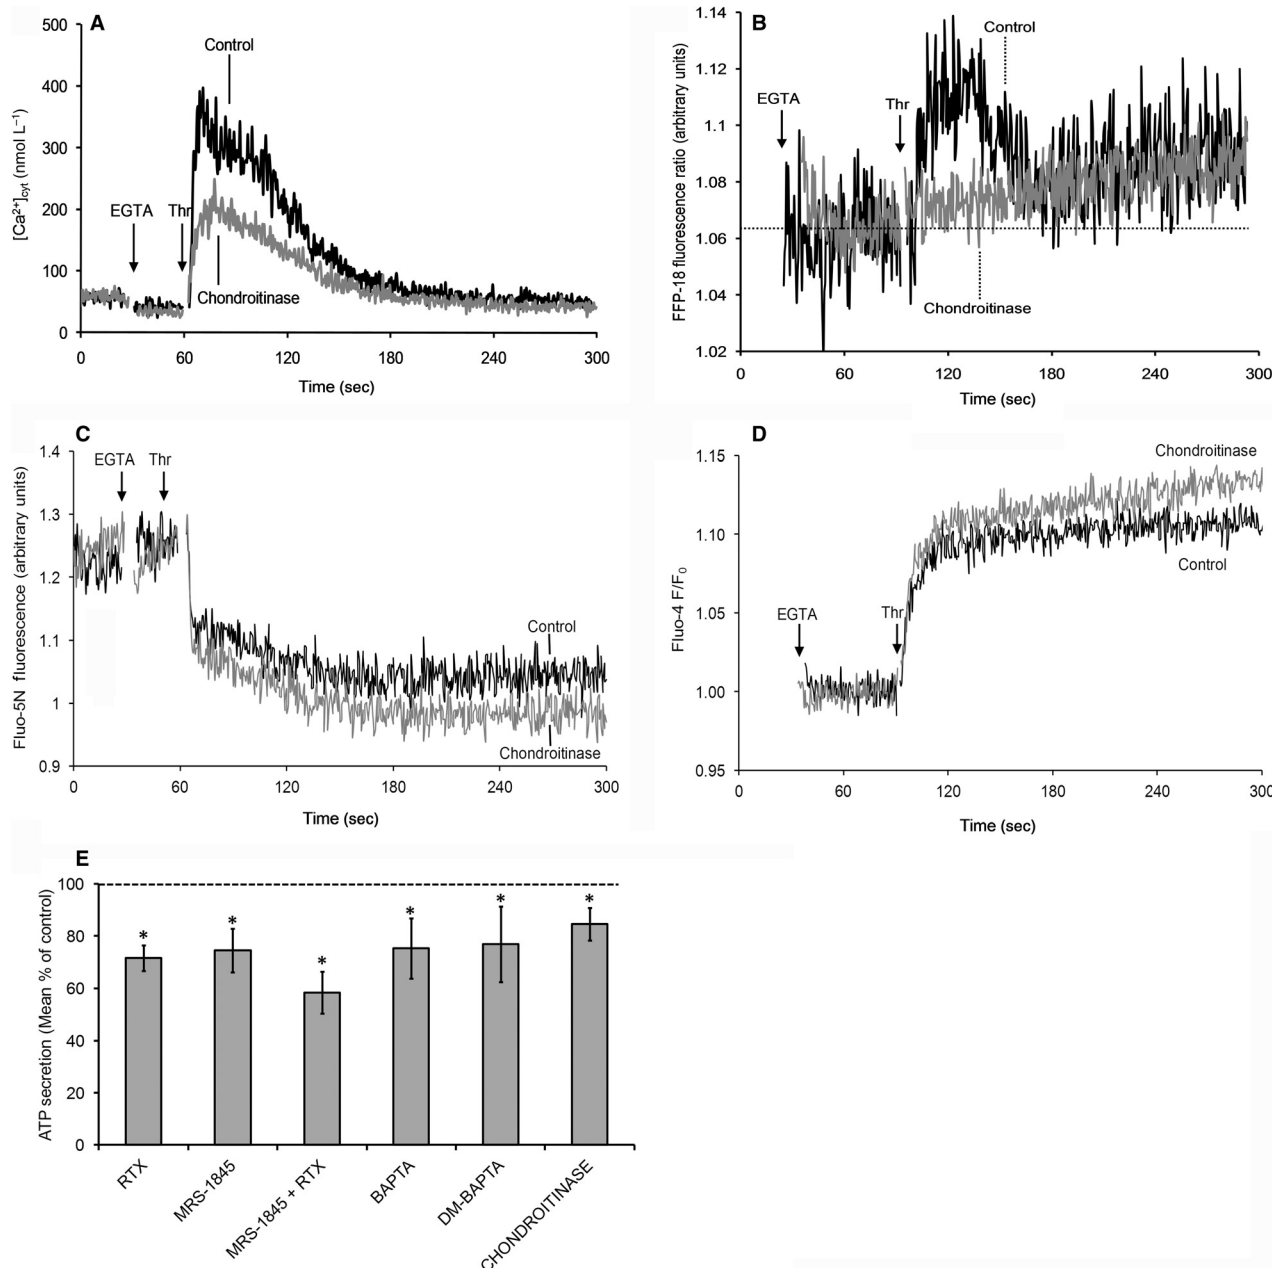 A
500
400
300
200
100
0
[Ca²⁺]cyt (nmol L⁻¹)
Control
EGTA
Thr
Chondroitinase
0 60 120 180 240 300
Time (sec)
B
1.14
1.12
1.1
1.08
1.06
1.04
1.02
FFP-18 fluorescence ratio (arbitrary units)
Control
EGTA
Thr
Chondroitinase
0 60 120 180 240 300
Time (sec)
C
1.4
1.3
1.2
1.1
1
0.9
Fluo-5N fluorescence (arbitrary units)
EGTA Thr
Control
Chondroitinase
0 60 120 180 240 300
Time (sec)
D
1.15
1.10
1.05
1.00
0.95
Fluo-4 F/F₀
Chondroitinase
Control
EGTA
Thr
0 60 120 180 240 300
Time (sec)
E
100
80
60
40
20
0
ATP secretion (Mean % of control)
* * * * * *
RTX
MRS-1845
MRS-1845 + RTX
BAPTA
DM-BAPTA
CHONDROITINASE